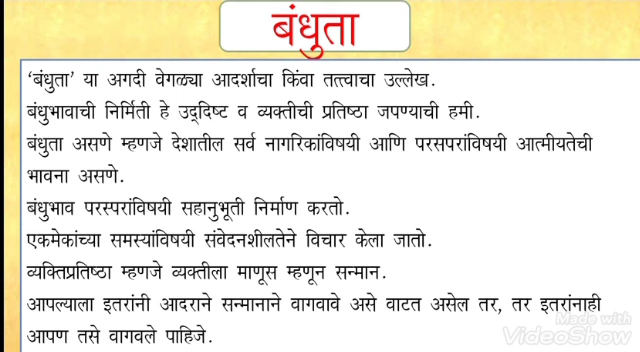 बंधुता
‘बंधुता’ या अगदी वेगळ्या आदर्शाचा किंवा तत्त्वाचा उल्लेख.
बंधुभावाची निर्मिती हे उद्‌दिष्ट व व्यक्तीची प्रतिष्ठा जपण्याची हमी.
बंधुता असणे म्हणजे देशातील सर्व नागरिकांविषयी आणि परसपरांविषयी आत्मीयतेची
भावना असणे.
बंधुभाव परस्परांविषयी सहानुभूती निर्माण करतो.
एकमेकांच्या समस्यांविषयी संवेदनशीलतेने विचार केला जातो.
व्यक्तिप्रतिष्ठा म्हणजे व्यक्तीला माणूस म्हणून सन्मान.
आपल्याला इतरांनी आदराने सन्मानाने वागवावे असे वाटत असेल तर, तर इतरांनाही
आपण तसे वागवले पाहिजे.
Made with
VideoShow